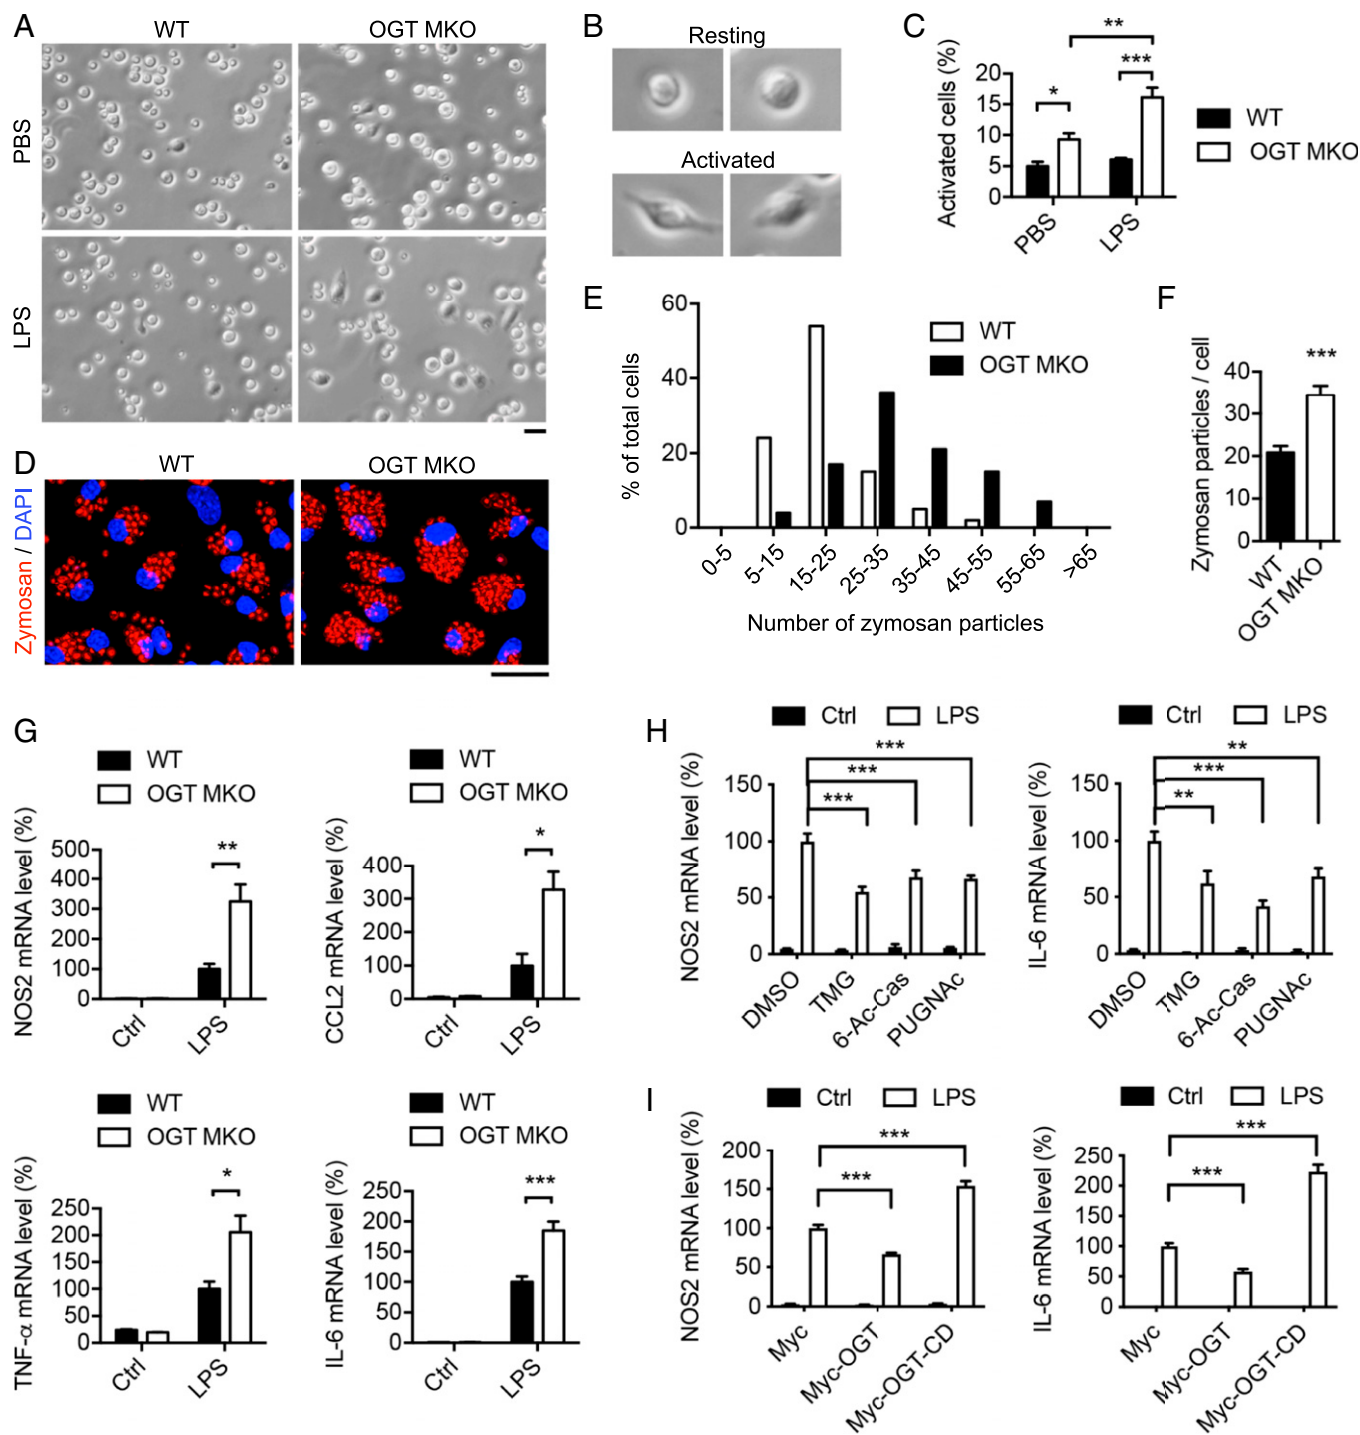 A
WT
OGT MKO
PBS
LPS
B
Resting
Activated
C
**
***
*
Activated cells (%)
20
15
10
5
0
PBS
LPS
WT
OGT MKO
D
WT
OGT MKO
Zymosan / DAPI
E
% of total cells
60
40
20
0
WT
OGT MKO
0-5
5-15
15-25
25-35
35-45
45-55
55-65
>65
Number of zymosan particles
F
Zymosan particles / cell
***
40
30
20
10
0
WT
OGT MKO
G
WT
OGT MKO
NOS2 mRNA level (%)
500
400
300
200
100
0
**
Ctrl
LPS
WT
OGT MKO
CCL2 mRNA level (%)
400
300
200
100
0
*
Ctrl
LPS
WT
OGT MKO
TNF-α mRNA level (%)
250
200
150
100
50
0
*
Ctrl
LPS
WT
OGT MKO
IL-6 mRNA level (%)
250
200
150
100
50
0
***
Ctrl
LPS
H
Ctrl
LPS
NOS2 mRNA level (%)
150
100
50
0
***
***
***
DMSO
TMG
6-Ac-Cas
PUGNAc
Ctrl
LPS
IL-6 mRNA level (%)
150
100
50
0
**
***
**
DMSO
TMG
6-Ac-Cas
PUGNAc
I
Ctrl
LPS
NOS2 mRNA level (%)
200
150
100
50
0
***
***
Myc
Myc-OGT
Myc-OGT-CD
Ctrl
LPS
IL-6 mRNA level (%)
250
200
150
100
50
0
***
***
Myc
Myc-OGT
Myc-OGT-CD